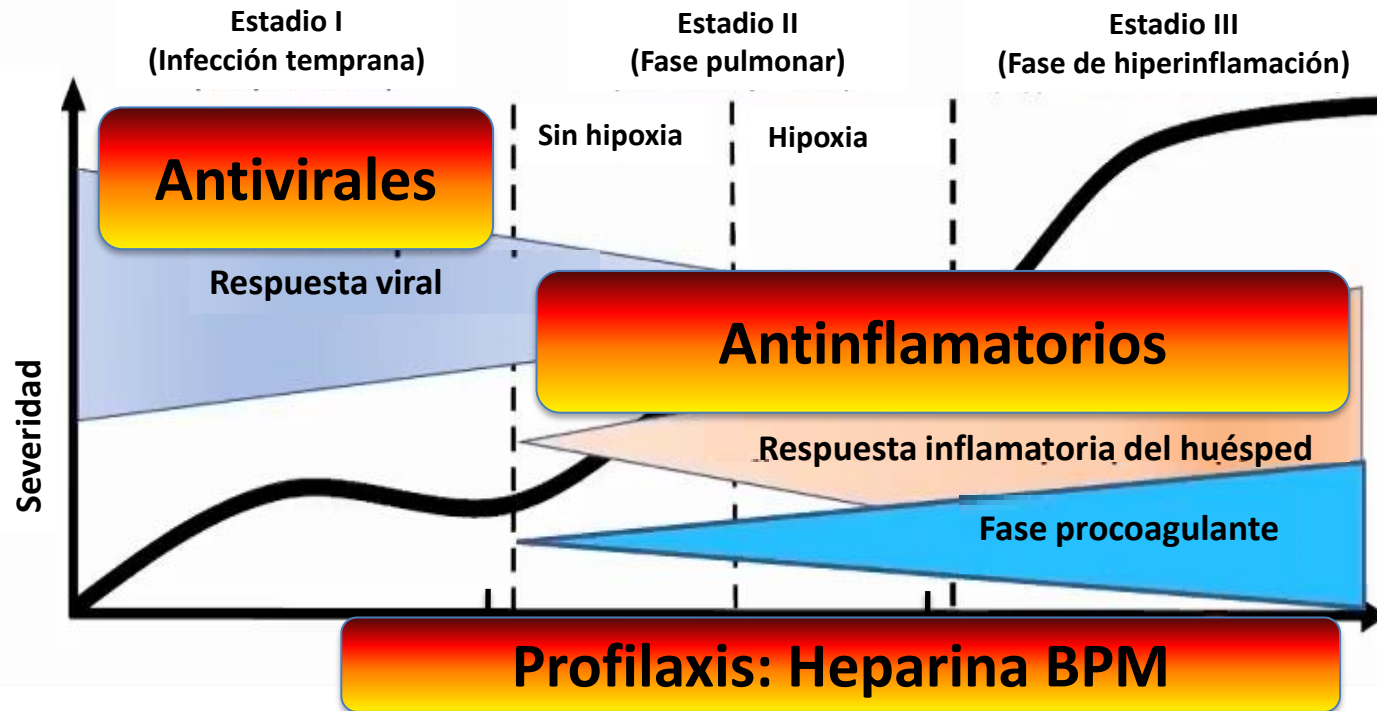 Estadio I
(Infección temprana)
Estadio II
(Fase pulmonar)
Estadio III
(Fase de hiperinflamación)
Sin hipoxia
Hipoxia
Antivirales
Respuesta viral
Antinflamatorios
Severidad
Respuesta inflamatoria del huésped
Fase procoagulante
Profilaxis: Heparina BPM